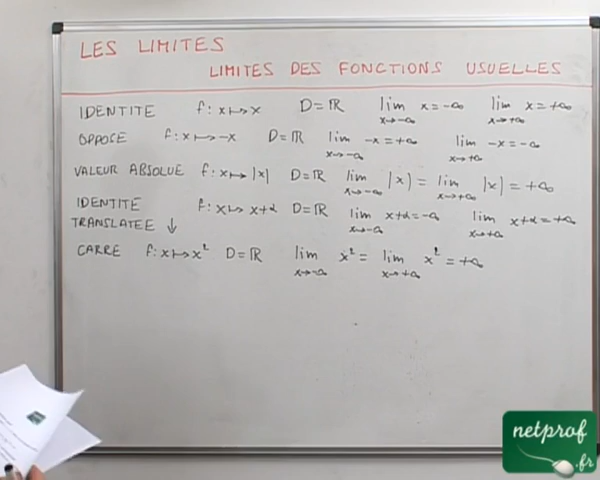 LES LIMITES
LIMITES DES FONCTIONS USUELLES
IDENTITE f: x ↦ x D = ℝ lim x→-∞ x = -∞ lim x→+∞ x = +∞
OPPOSE f: x ↦ -x D = ℝ lim x→-∞ -x = +∞ lim x→+∞ -x = -∞
VALEUR ABSOLUE f: x ↦ |x| D = ℝ lim x→-∞ |x| = lim x→+∞ |x| = +∞
IDENTITE TRANSLATEE ↓ f: x ↦ x+α D = ℝ lim x→-∞ x+α = -∞ lim x→+∞ x+α = +∞
CARRE f: x ↦ x² D = ℝ lim x→-∞ x² = lim x→+∞ x² = +∞
netprof
.fr